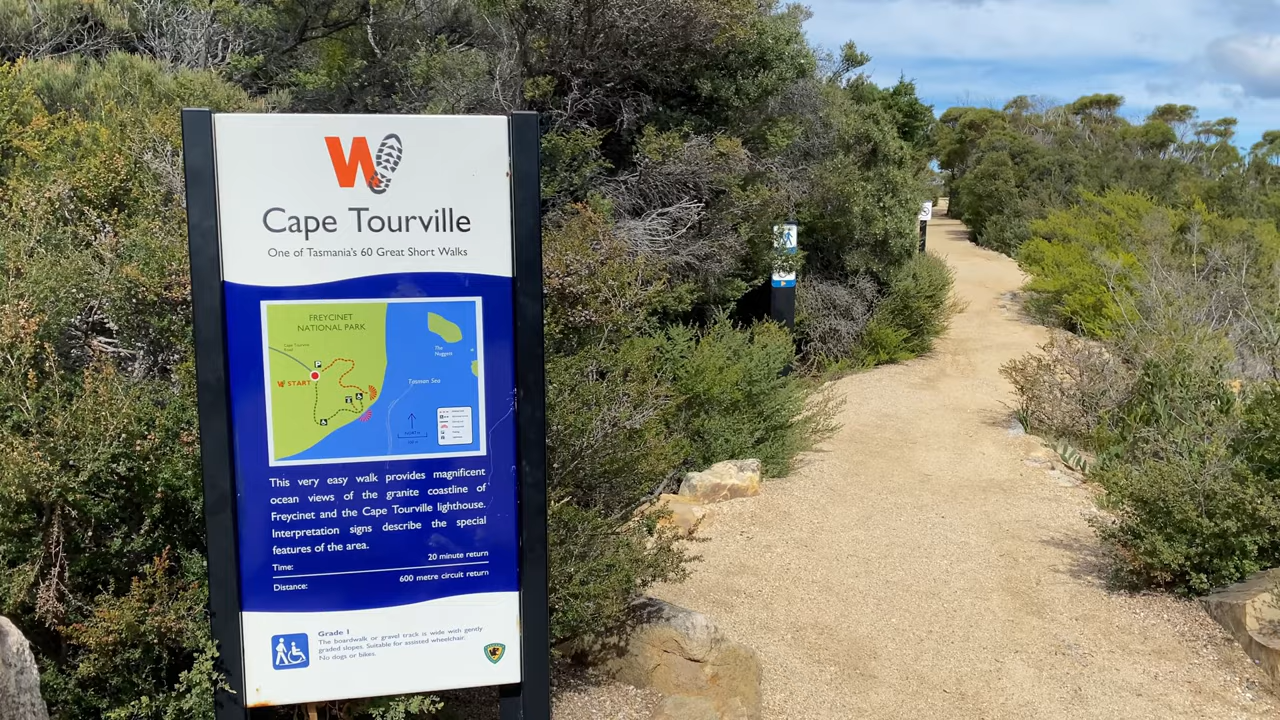 W
Cape Tourville
One of Tasmania's 60 Great Short Walks
FREYCINET
NATIONAL PARK
The
Nuggets
P
W START
Tasman Sea
This very easy walk provides magnificent
ocean views of the granite coastline of
Freycinet and the Cape Tourville lighthouse.
Interpretation signs describe the special
features of the area.
Time: 20 minute return
Distance: 600 metre circuit return
Grade 1
The boardwalk or gravel track is wide with gently
graded slopes. Suitable for assisted wheelchair.
No dogs or bikes.